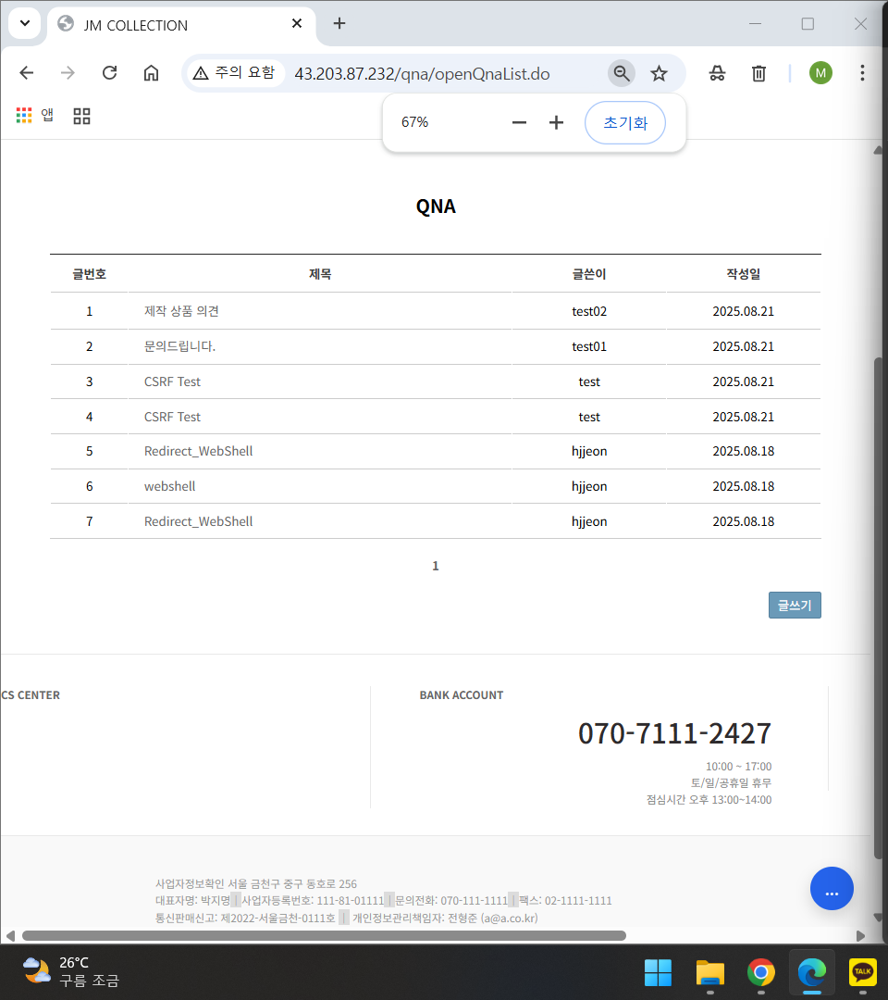 JM COLLECTION
주의 요함
43.203.87.232/qna/openQnaList.do
M
앱
67%
초기화
QNA
글번호 제목 글쓴이 작성일
1 제작 상품 의견 test02 2025.08.21
2 문의드립니다. test01 2025.08.21
3 CSRF Test test 2025.08.21
4 CSRF Test test 2025.08.21
5 Redirect_WebShell hjjeon 2025.08.18
6 webshell hjjeon 2025.08.18
7 Redirect_WebShell hjjeon 2025.08.18
1
글쓰기
CS CENTER
BANK ACCOUNT
070-7111-2427
10:00 ~ 17:00
토/일/공휴일 휴무
점심시간 오후 13:00~14:00
사업자정보확인 서울 금천구 중구 동호로 256
대표자명: 박지명 | 사업자등록번호: 111-81-01111 | 문의전화: 070-111-1111 | 팩스: 02-1111-1111
통신판매신고: 제2022-서울금천-0111호 | 개인정보관리책임자: 전형준 (a@a.co.kr)
...
26°C
구름 조금
TALK